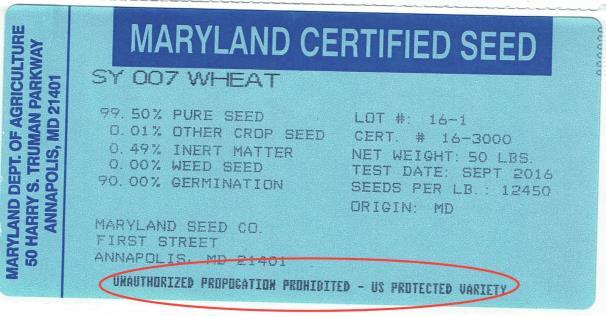 MARYLAND DEPT. OF AGRICULTURE
50 HARRY S. TRUMAN PARKWAY
ANNAPOLIS, MD 21401
MARYLAND CERTIFIED SEED
SY 007 WHEAT
99.50% PURE SEED
0.01% OTHER CROP SEED
0.49% INERT MATTER
0.00% WEED SEED
90.00% GERMINATION
LOT #: 16-1
CERT. # 16-3000
NET WEIGHT: 50 LBS.
TEST DATE: SEPT 2016
SEEDS PER LB.: 12450
ORIGIN: MD
MARYLAND SEED CO.
FIRST STREET
ANNAPOLIS, MD 21401
UNAUTHORIZED PROPOGATION PROHIBITED - US PROTECTED VARIETY